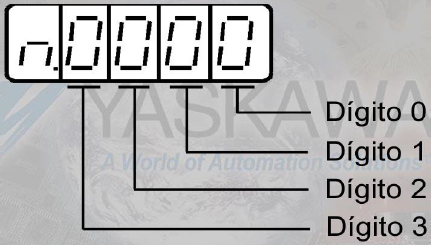 n.0000
YASKAWA
A World of Automation Solutions
Dígito 0
Dígito 1
Dígito 2
Dígito 3